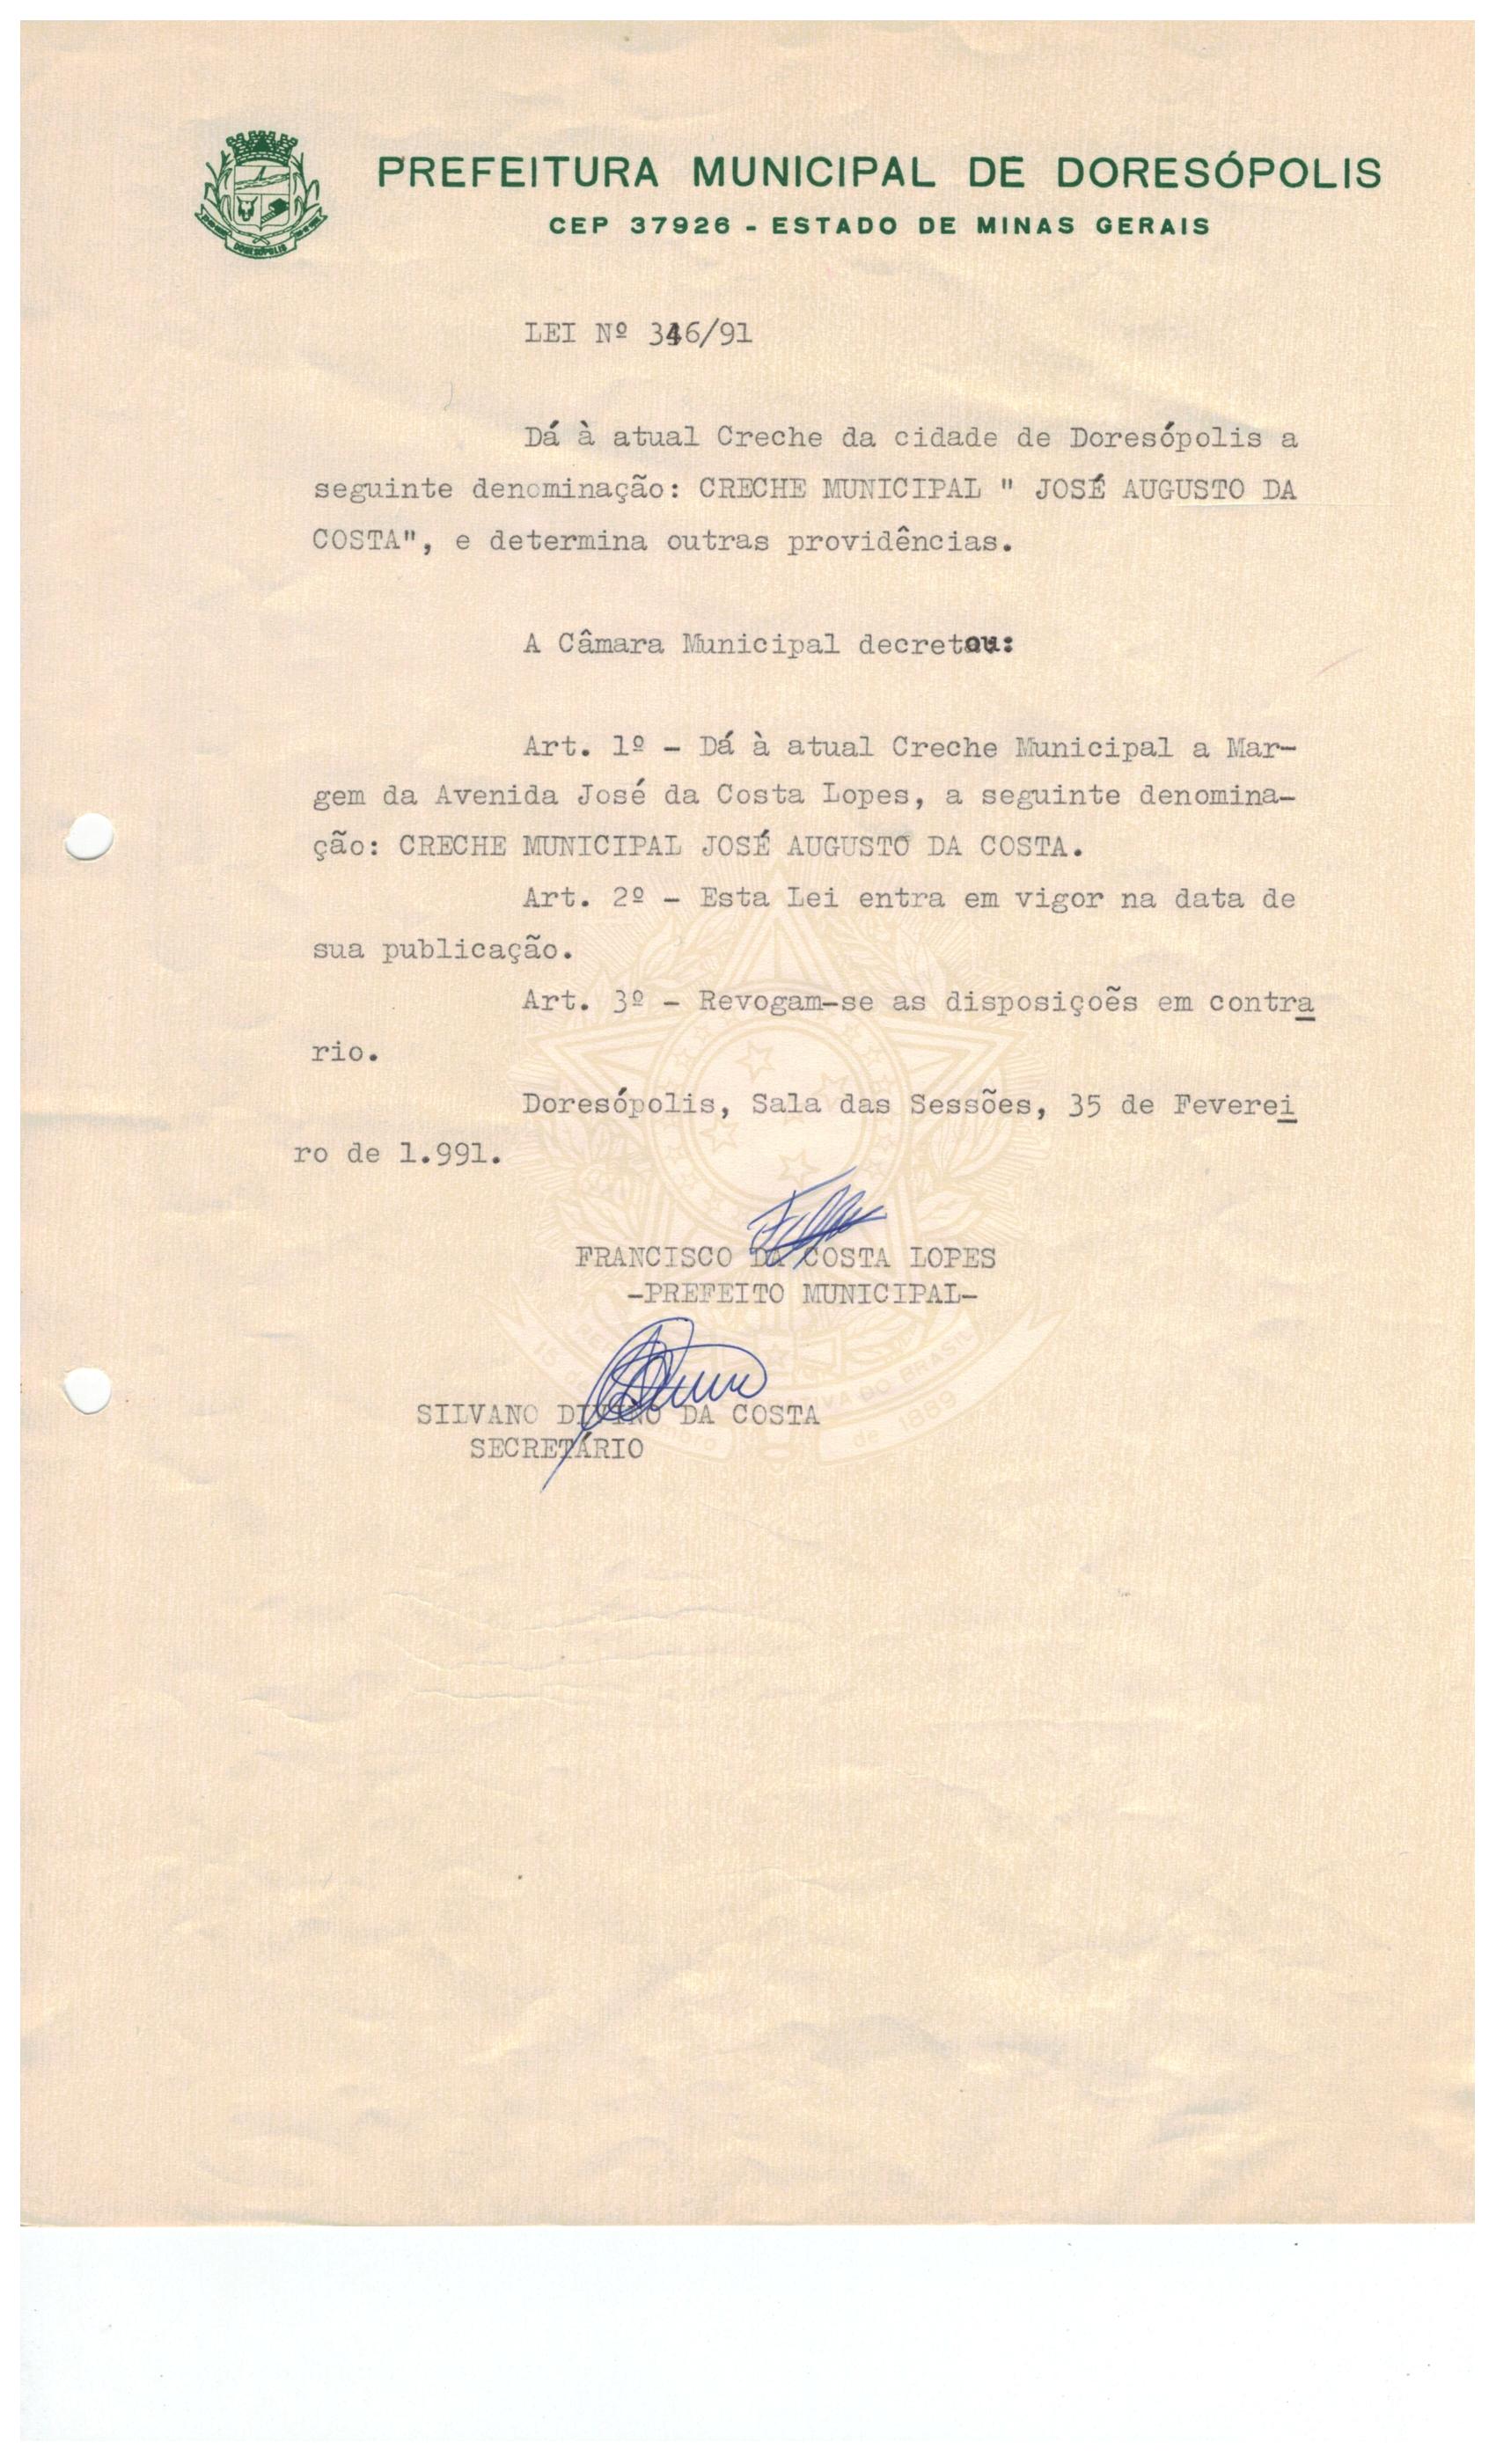 PREFEITURA MUNICIPAL DE DORESÓPOLIS
CEP 37926 - ESTADO DE MINAS GERAIS
DORESÓPOLIS
LEI Nº 346/91
Dá à atual Creche da cidade de Doresópolis a
seguinte denominação: CRECHE MUNICIPAL " JOSÉ AUGUSTO DA
COSTA", e determina outras providências.
A Câmara Municipal decretou:
Art. 1º - Dá à atual Creche Municipal a Mar-
gem da Avenida José da Costa Lopes, a seguinte denomina-
ção: CRECHE MUNICIPAL JOSÉ AUGUSTO DA COSTA.
Art. 2º - Esta Lei entra em vigor na data de
sua publicação.
Art. 3º - Revogam-se as disposiçoẽs em contra
rio.
Doresópolis, Sala das Sessões, 35 de Feverei
ro de 1.991.
FRANCISCO DA COSTA LOPES
-PREFEITO MUNICIPAL-
SILVANO DIVINO DA COSTA
SECRETÁRIO